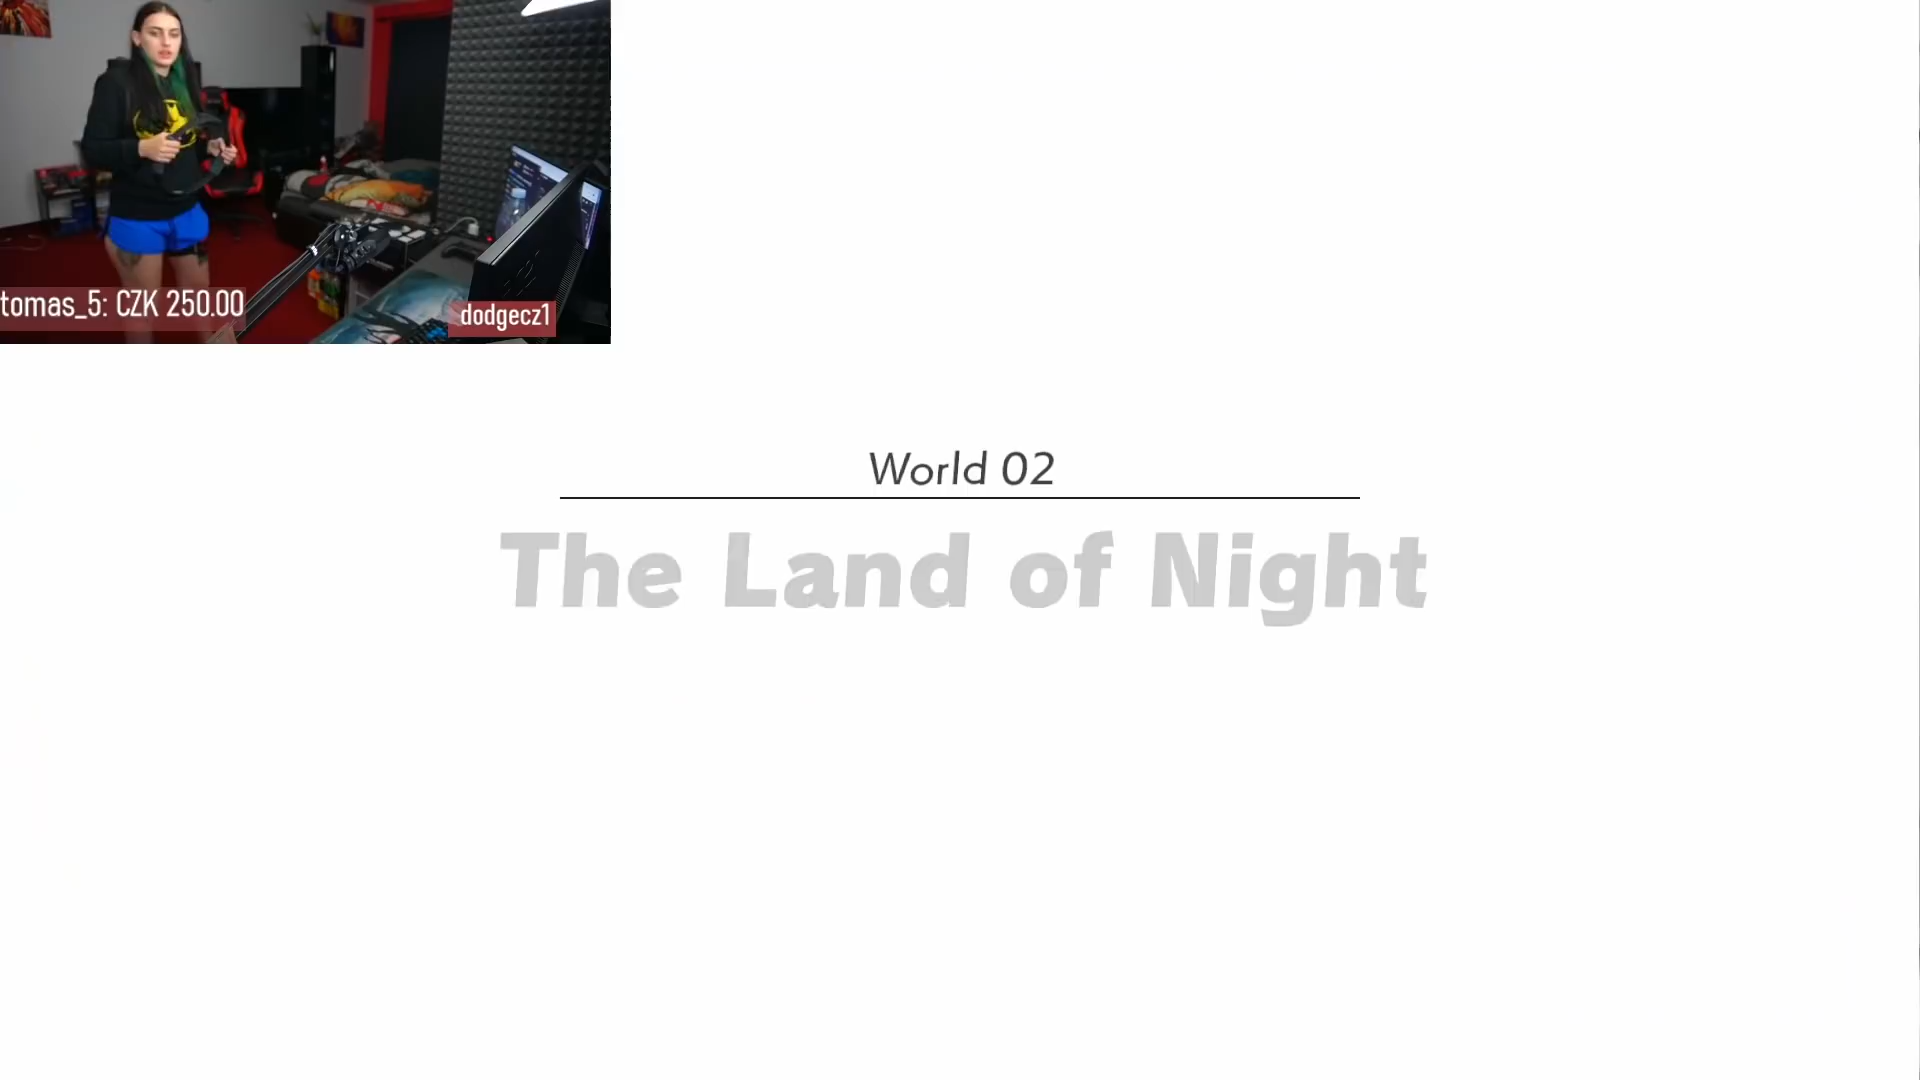 tomas_5: CZK 250.00
dodgecz1
World 02
The Land of Night